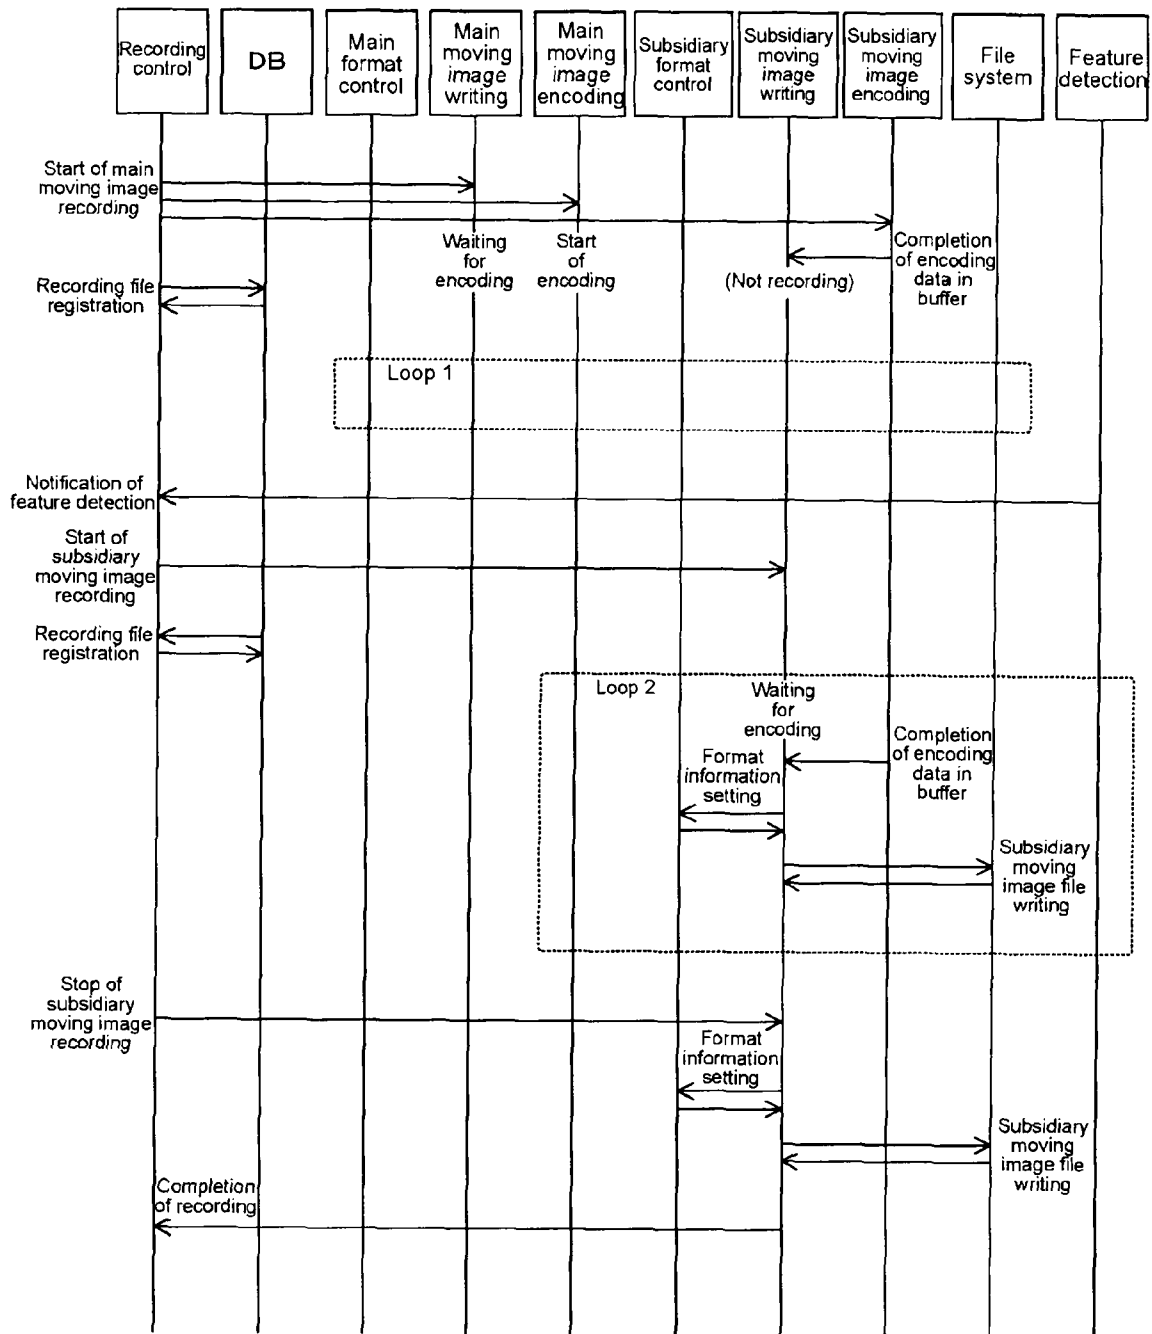 Recording
control
DB
Main
format
control
Main
moving
image
writing
Main
moving
image
encoding
Subsidiary
format
control
Subsidiary
moving
image
writing
Subsidiary
moving
image
encoding
File
system
Feature
detection
Start of main
moving image
recording
Waiting
for
encoding
Start
of
encoding
(Not recording)
Completion
of encoding
data in
buffer
Recording file
registration
Loop 1
Notification of
feature detection
Start of
subsidiary
moving image
recording
Recording file
registration
Loop 2
Waiting
for
encoding
Completion
of encoding
data in
buffer
Format
information
setting
Subsidiary
moving
image file
writing
Stop of
subsidiary
moving image
recording
Format
information
setting
Subsidiary
moving
image file
writing
Completion
of recording